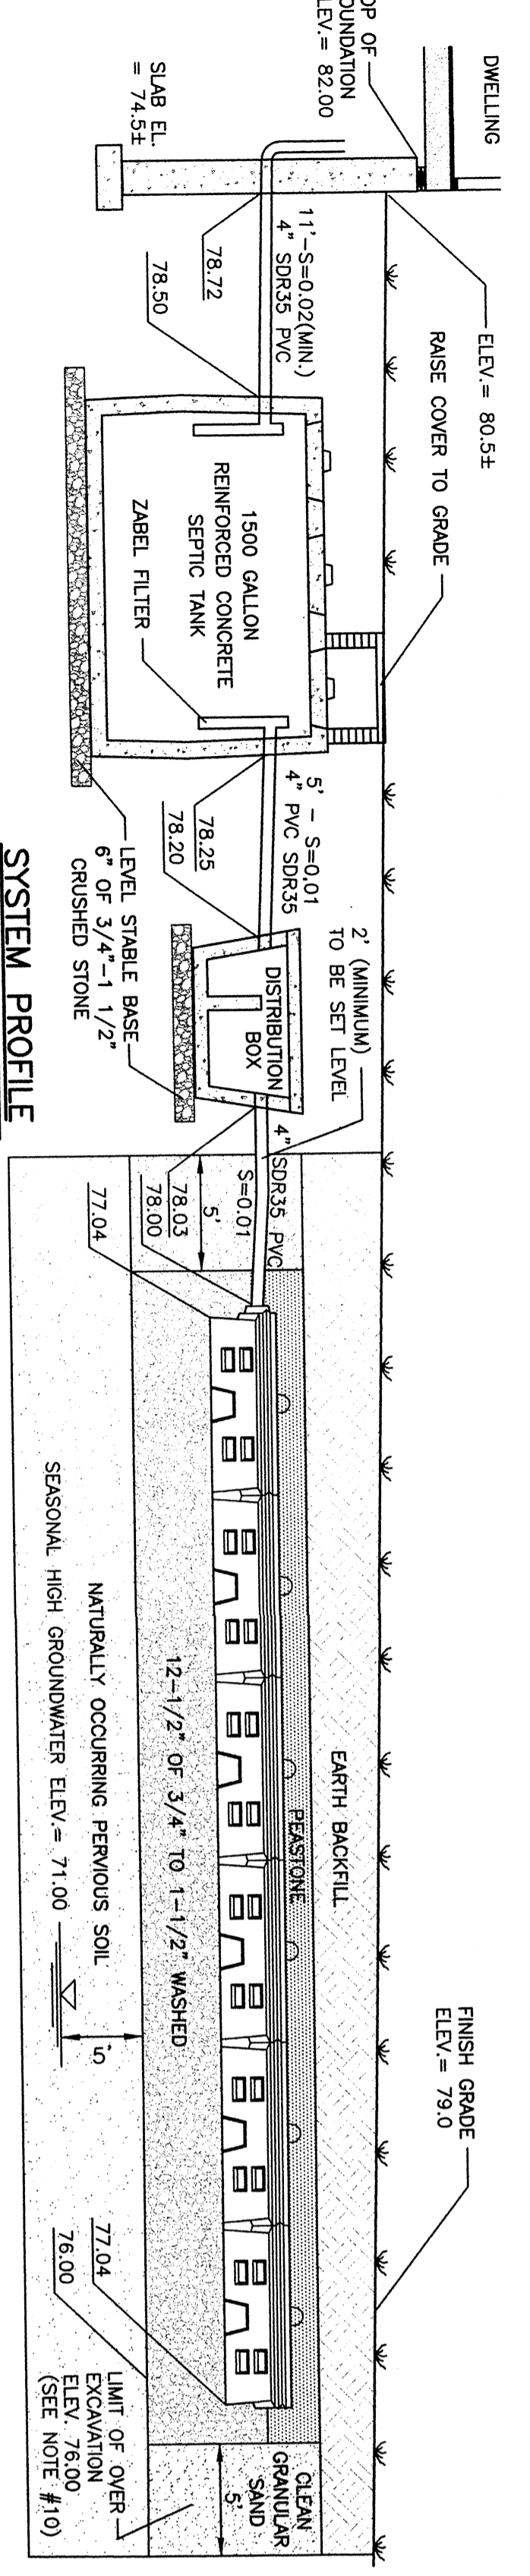 DWELLING
OP OF
OUNDATION
LEV.= 82.00
SLAB EL.
= 74.5±
ELEV.= 80.5±
RAISE COVER TO GRADE
11'-S=0.02(MIN.)
4" SDR35 PVC
78.72
78.50
1500 GALLON
REINFORCED CONCRETE
SEPTIC TANK
ZABEL FILTER
5' - S=0.01
4" PVC SDR35
78.25
78.20
LEVEL STABLE BASE
6" OF 3/4"-1 1/2"
CRUSHED STONE
2' (MINIMUM)
TO BE SET LEVEL
DISTRIBUTION
BOX
4" SDR35 PVC
S=0.01
5'
78.03
78.00
77.04
SYSTEM PROFILE
FINISH GRADE
ELEV.= 79.0
EARTH BACKFILL
PEASTONE
12-1/2" OF 3/4" TO 1-1/2" WASHED
NATURALLY OCCURRING PERVIOUS SOIL
SEASONAL HIGH GROUNDWATER ELEV.= 71.00
5'
77.04
76.00
CLEAN
GRANULAR
SAND
5'
LIMIT OF OVER
EXCAVATION
ELEV. 76.00
(SEE NOTE #10)